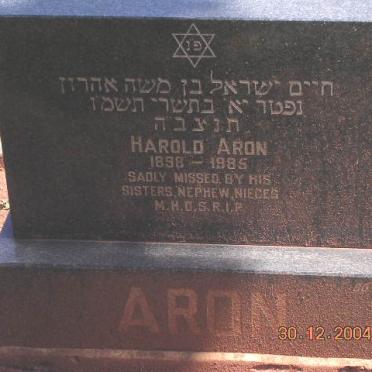 פ נ
חיים ישראל בן משה אהרון
נפטר יא׳ בתשרי תשמ״ו
תנצבה
HAROLD ARON
1898 – 1985
SADLY MISSED BY HIS
SISTERS, NEPHEW, NIECES
M.H.D.S.R.I.P.
ARON
30.12.2004